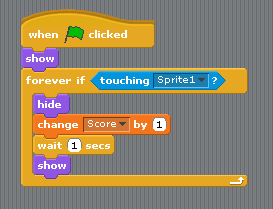 when clicked
show
forever if touching Sprite1 ?
hide
change Score by 1
wait 1 secs
show